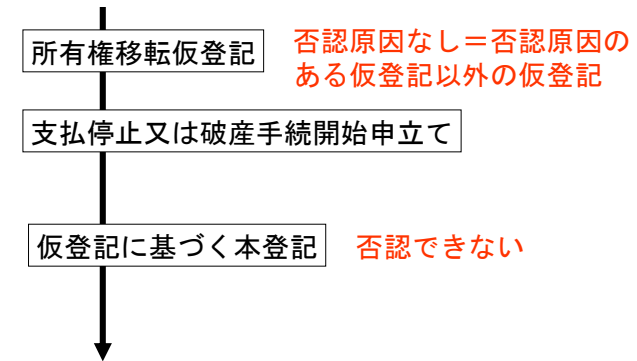 所有権移転仮登記
否認原因なし＝否認原因の
ある仮登記以外の仮登記
支払停止又は破産手続開始申立て
仮登記に基づく本登記
否認できない